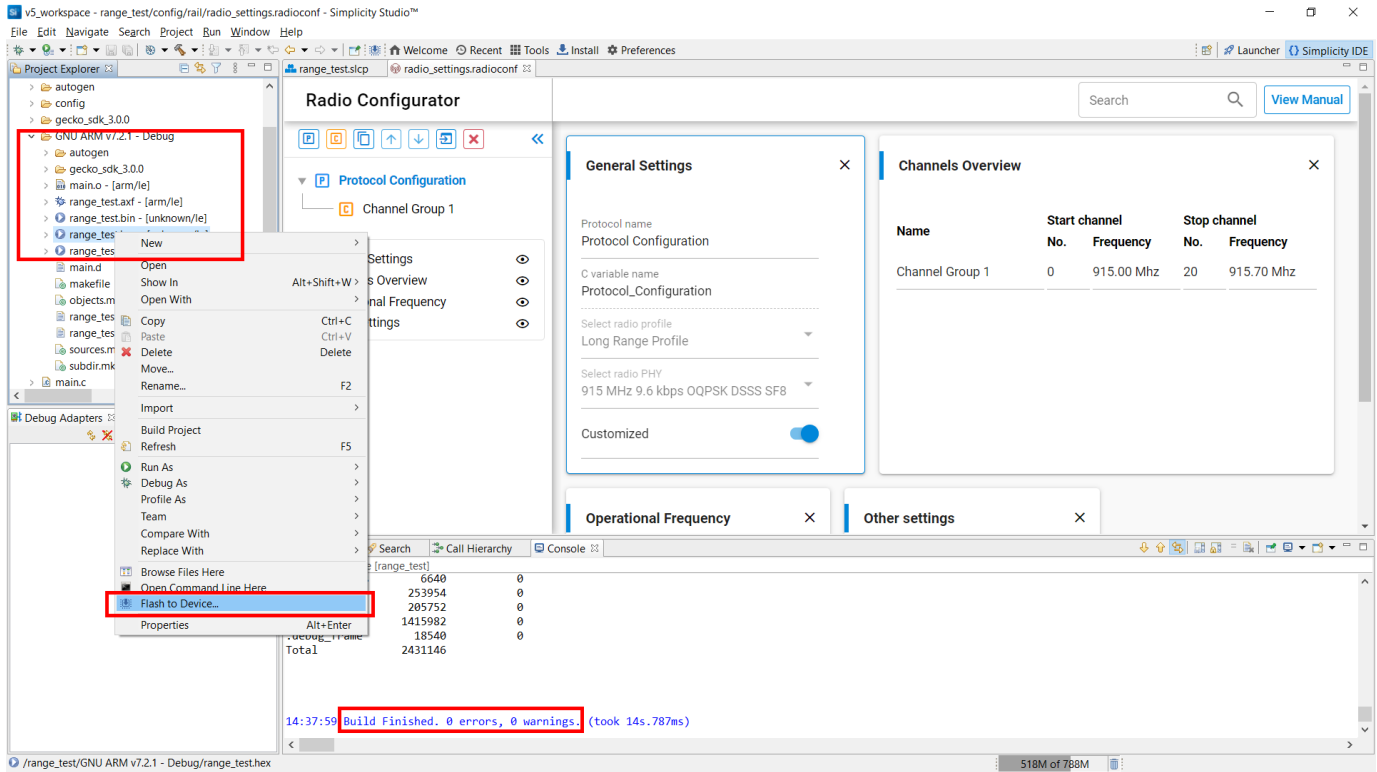 v5_workspace - range_test/config/rail/radio_settings.radioconf - Simplicity Studio™
File Edit Navigate Search Project Run Window Help
Welcome Recent Tools Install Preferences
Launcher Simplicity IDE
Project Explorer
autogen
config
gecko_sdk_3.0.0
GNU ARM v7.2.1 - Debug
autogen
gecko_sdk_3.0.0
main.o - [arm/le]
range_test.axf - [arm/le]
range_test.bin - [unknown/le]
range_test
range_tes
main.d
makefile
objects.m
range_tes
range_tes
sources.m
subdir.mk
main.c
Debug Adapters
New
Open
Show In Alt+Shift+W
Open With
Copy Ctrl+C
Paste Ctrl+V
Delete Delete
Move...
Rename... F2
Import
Build Project
Refresh F5
Run As
Debug As
Profile As
Team
Compare With
Replace With
Browse Files Here
Open Command Line Here
Flash to Device...
Properties Alt+Enter
range_test.slcp radio_settings.radioconf
Radio Configurator
Search
View Manual
Protocol Configuration
Channel Group 1
Settings
s Overview
nal Frequency
ttings
General Settings
Protocol name
Protocol Configuration
C variable name
Protocol_Configuration
Select radio profile
Long Range Profile
Select radio PHY
915 MHz 9.6 kbps OQPSK DSSS SF8
Customized
Channels Overview
Start channel Stop channel
Name No. Frequency No. Frequency
Channel Group 1 0 915.00 Mhz 20 915.70 Mhz
Operational Frequency
Other settings
Search Call Hierarchy Console
[range_test]
6640 0
253954 0
205752 0
1415982 0
.debug_frame 18540 0
Total 2431146
14:37:59 Build Finished. 0 errors, 0 warnings. (took 14s.787ms)
/range_test/GNU ARM v7.2.1 - Debug/range_test.hex
518M of 788M